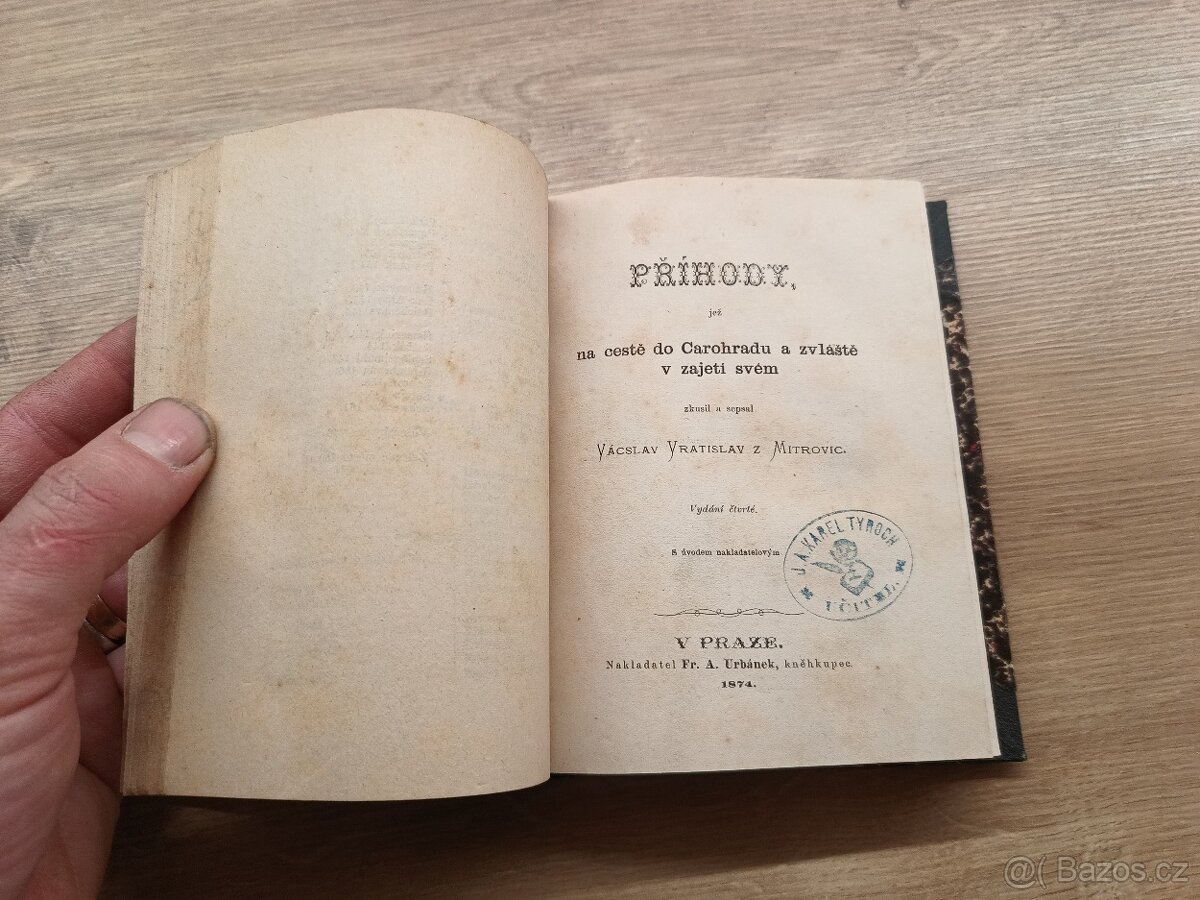 PŘÍHODY,
jež
na cestě do Carohradu a zvláště
v zajetí svém
zkusil a sepsal
VÁCSLAV VRATISLAV Z MITROVIC.
Vydání čtvrté.
S úvodem nakladatelovým
J. A. KAREL TYROCH
UČITEL.
V PRAZE.
Nakladatel Fr. A. Urbánek, kněhkupec.
1874.
@( Bazos.cz